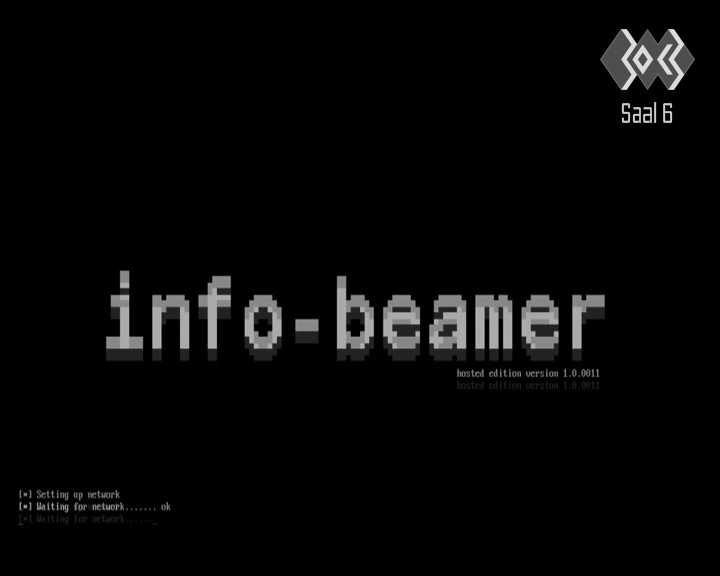 Saal 6
info-beamer
hosted edition version 1.0.0011
hosted edition version 1.0.0011
[*] Setting up network
[*] Waiting for network....... ok
[*] Waiting for network......_